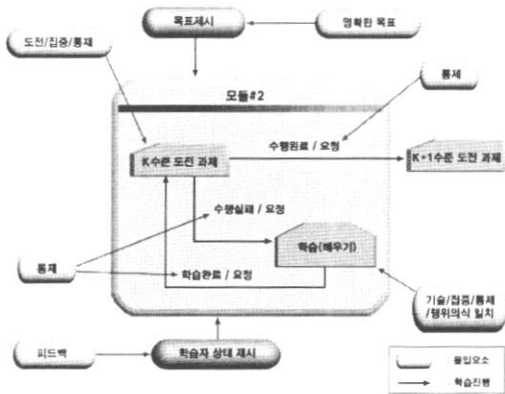 목표제시
명확한 목표
도전/집중/통제
통제
모듈#2
수행완료 / 요청
K수준 도전 과제
K+1수준 도전 과제
수행실패 / 요청
학습(배우기)
통제
학습완료 / 요청
기술/집중/통제
/행위의식 일치
피드백
학습자 상태 제시
: 몰입요소
: 학습진행